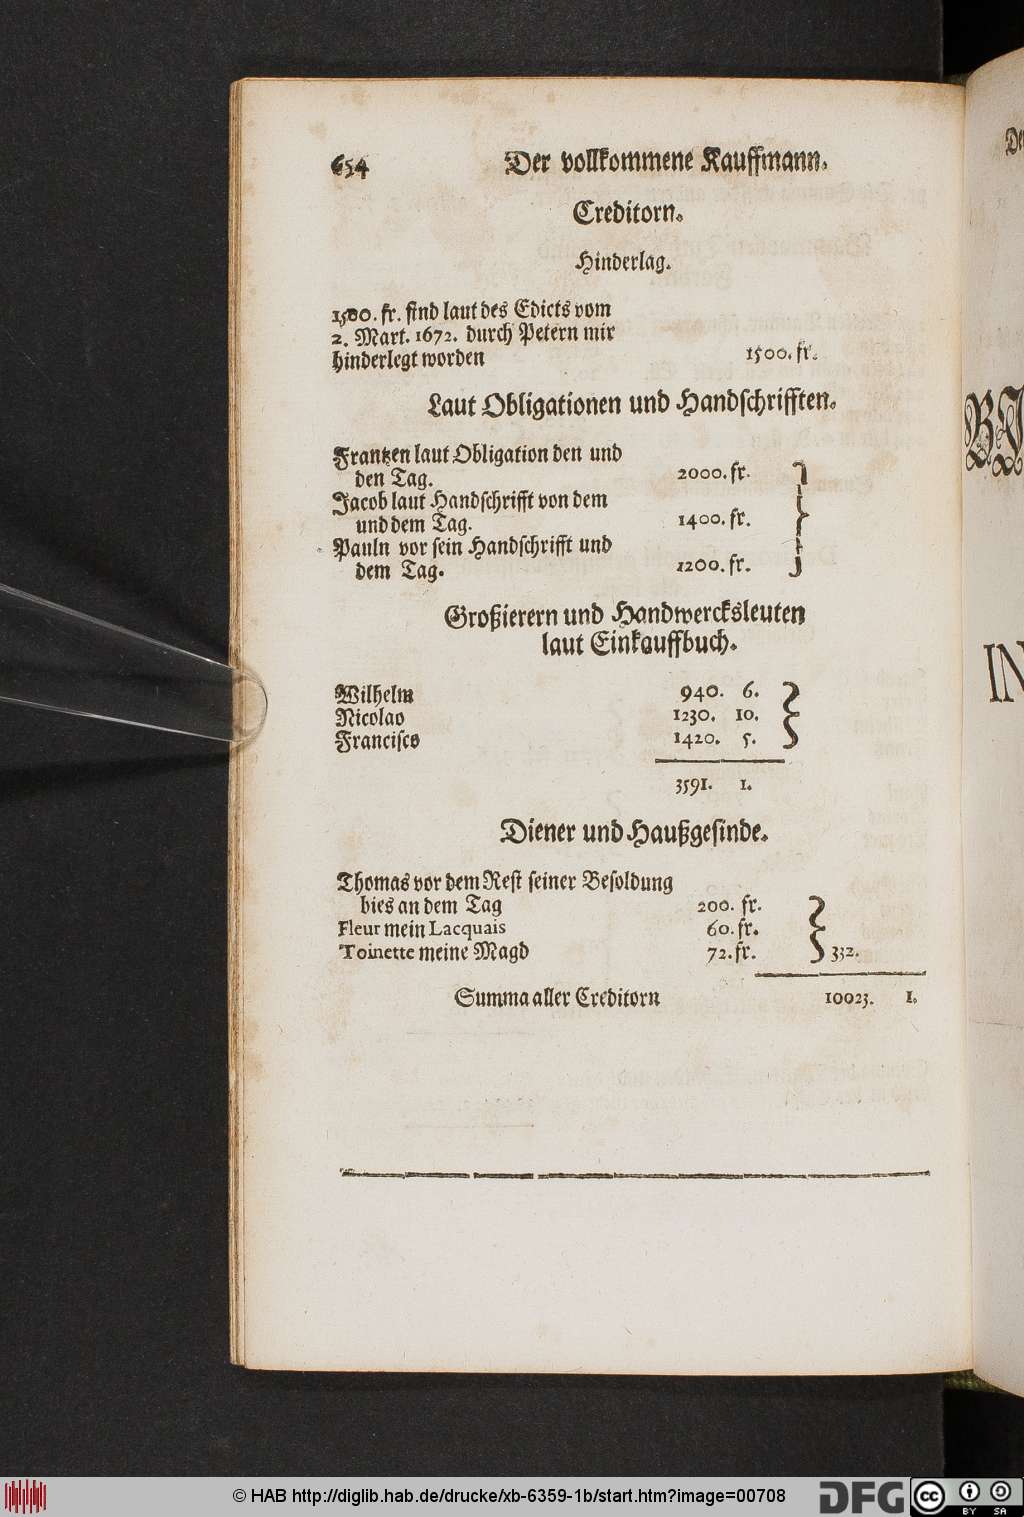 654 Der vollkommene Kauffmann.
Creditorn.
Hinderlag.
1500. fr. sind laut des Edicts vom
2. Mart. 1672. durch Petern mir
hinderlegt worden 1500. fr.
Laut Obligationen und Handschrifften.
Frantzen laut Obligation den und
den Tag. 2000. fr.
Jacob laut Handschrifft von dem
und dem Tag. 1400. fr.
Pauln vor sein Handschrifft und
dem Tag. 1200. fr.
Großierern und Handwercksleuten
laut Einkauffbuch.
Wilhelm 940. 6.
Nicolao 1230. 10.
Francisco 1420. 5.
3591. 1.
Diener und Haußgesinde.
Thomas vor dem Rest seiner Besoldung
bies an dem Tag 200. fr.
Fleur mein Lacquais 60. fr.
Toinette meine Magd 72. fr. 332.
Summa aller Creditorn 10023. 1.
IN
© HAB http://diglib.hab.de/drucke/xb-6359-1b/start.htm?image=00708
DFG
cc
BY SA